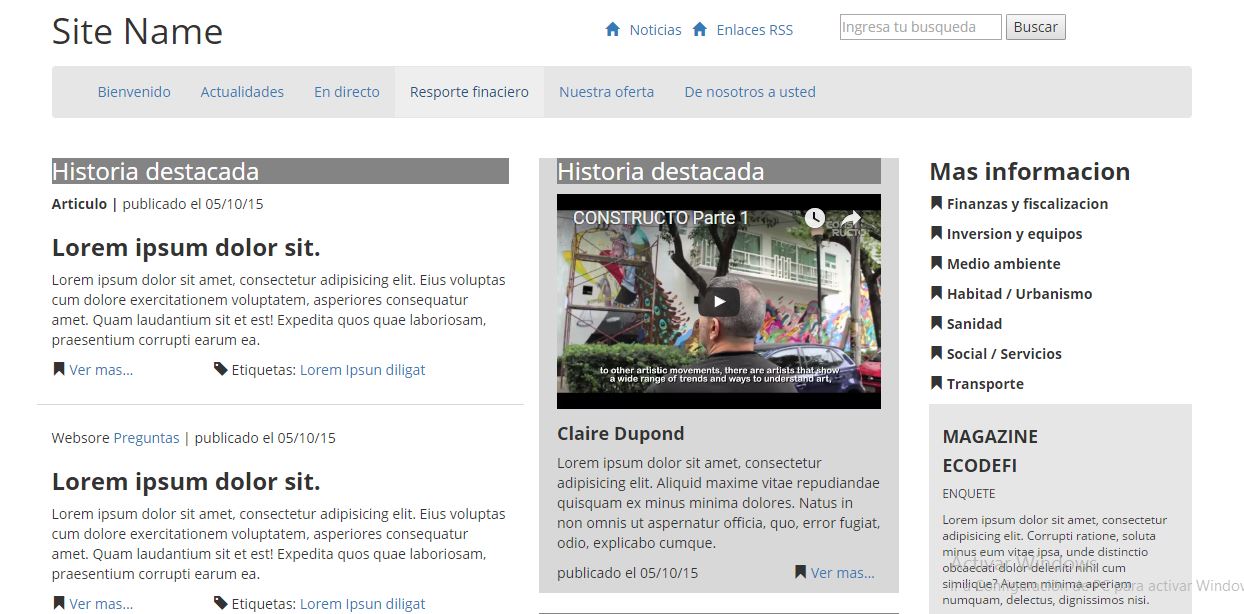 Site Name
Noticias Enlaces RSS
Ingresa tu busqueda Buscar
Bienvenido Actualidades En directo Resporte finaciero Nuestra oferta De nosotros a usted
Historia destacada
Articulo | publicado el 05/10/15
Lorem ipsum dolor sit.
Lorem ipsum dolor sit amet, consectetur adipisicing elit. Eius voluptas
cum dolore exercitationem voluptatem, asperiores consequatur
amet. Quam laudantium sit et est! Expedita quos quae laboriosam,
praesentium corrupti earum ea.
Ver mas... Etiquetas: Lorem Ipsun diligat
Websore Preguntas | publicado el 05/10/15
Lorem ipsum dolor sit.
Lorem ipsum dolor sit amet, consectetur adipisicing elit. Eius voluptas
cum dolore exercitationem voluptatem, asperiores consequatur
amet. Quam laudantium sit et est! Expedita quos quae laboriosam,
praesentium corrupti earum ea.
Ver mas... Etiquetas: Lorem Ipsun diligat
Historia destacada
CONSTRUCTO Parte 1
to other artistic movements, there are artists that show
a wide range of trends and ways to understand art,
Claire Dupond
Lorem ipsum dolor sit amet, consectetur
adipisicing elit. Aliquid maxime vitae repudiandae
quisquam ex minus minima dolores. Natus in
non omnis ut aspernatur officia, quo, error fugiat,
odio, explicabo cumque.
publicado el 05/10/15 Ver mas...
Mas informacion
Finanzas y fiscalizacion
Inversion y equipos
Medio ambiente
Habitad / Urbanismo
Sanidad
Social / Servicios
Transporte
MAGAZINE
ECODEFI
ENQUETE
Lorem ipsum dolor sit amet, consectetur
adipisicing elit. Corrupti ratione, soluta
minus eum vitae ipsa, unde distinctio
obcaecati dolor deleniti nihil cum
similique? Autem minima aperiam
numquam, delectus, dignissimos nisi.
Activar Windows
Ir a Configuración de PC para activar Window